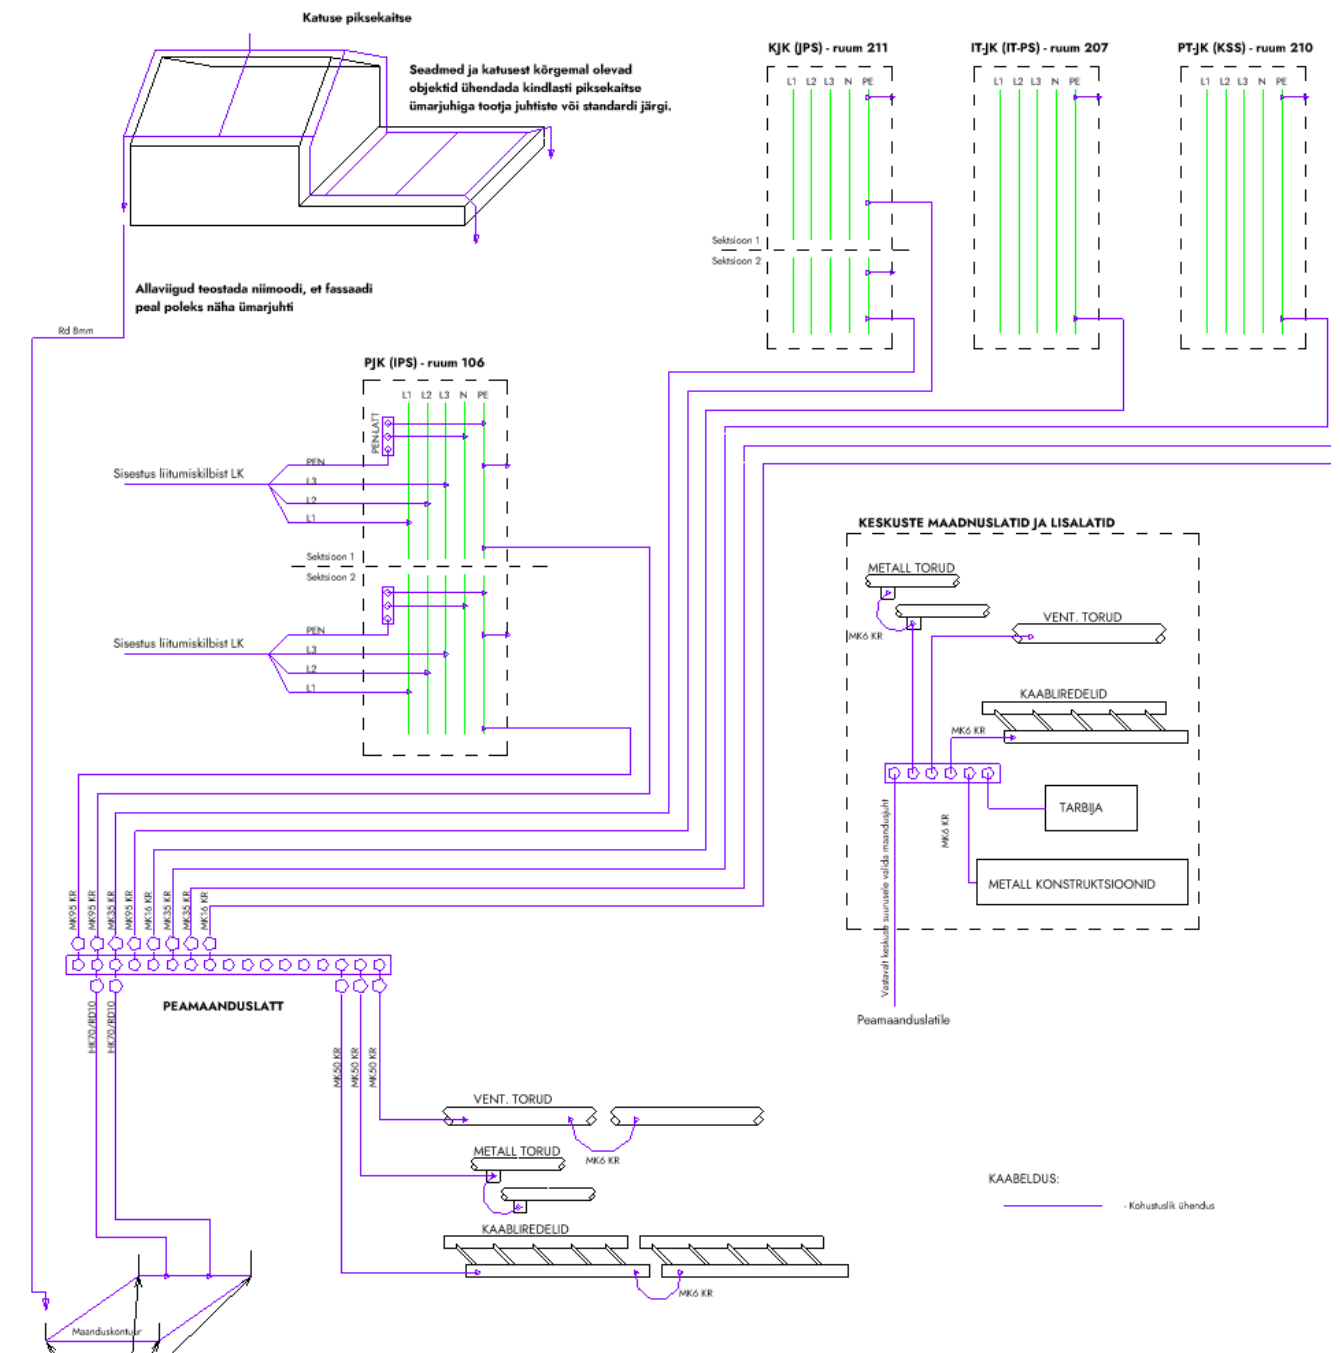 Katuse piksekaitse
Seadmed ja katusest kõrgemal olevad
objektid ühendada kindlasti piksekaitse
ümarjuhiga tootja juhtiste või standardi järgi.
KJK (JPS) - ruum 211
L1 L2 L3 N PE
Sektsioon 1
Sektsioon 2
IT-JK (IT-PS) - ruum 207
L1 L2 L3 N PE
PT-JK (KSS) - ruum 210
L1 L2 L3 N PE
Allaviigud teostada niimoodi, et fassaadi
peal poleks näha ümarjuhti
Rd 8mm
PJK (IPS) - ruum 106
L1 L2 L3 N PE
PEN-LATT
Sisestus liitumiskilbist LK
PEN
L3
L2
L1
Sektsioon 1
Sektsioon 2
Sisestus liitumiskilbist LK
PEN
L3
L2
L1
KESKUSTE MAADNUSLATID JA LISALATID
METALL TORUD
MK6 KR
VENT. TORUD
KAABLIREDELID
MK6 KR
TARBIJA
MK6 KR
METALL KONSTRUKTSIOONID
Vastavalt keskuse suurusele valida maandusjuht
Peamaanduslatile
MK95 KR
MK95 KR
MK35 KR
MK95 KR
MK16 KR
MK35 KR
MK35 KR
MK16 KR
PEAMAANDUSLATT
HK70/RD10
HK70/RD10
MK50 KR
MK50 KR
MK50 KR
VENT. TORUD
MK6 KR
METALL TORUD
KAABLIREDELID
MK6 KR
KAABELDUS:
- Kohustuslik ühendus
Maanduskontuur